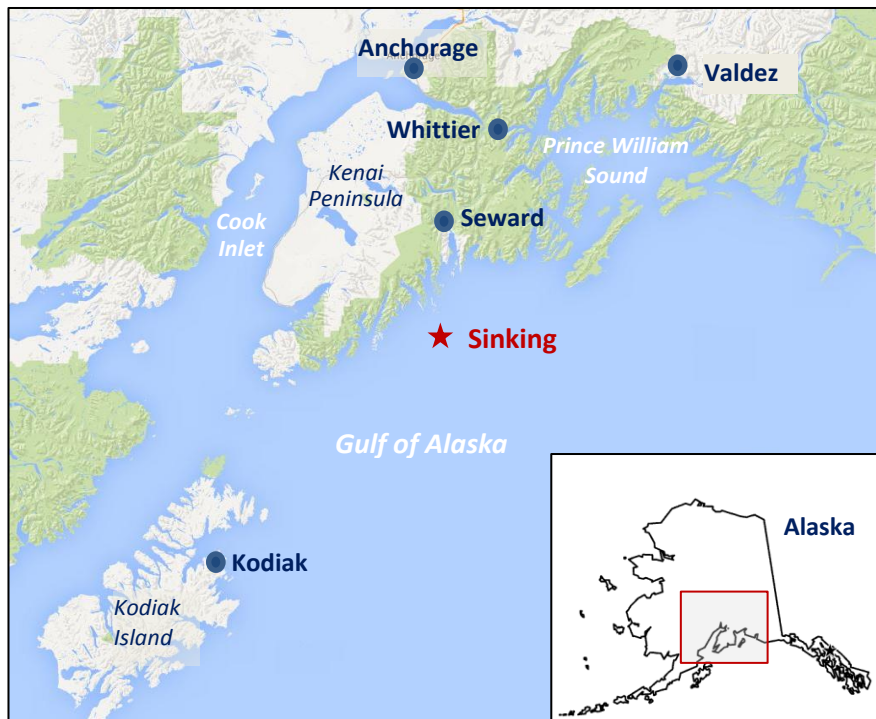 Anchorage
Anchorage
Valdez
Whittier
Prince William
Sound
Kenai
Peninsula
Cook
Inlet
Seward
Sinking
Gulf of Alaska
Alaska
Kodiak
Kodiak
Island